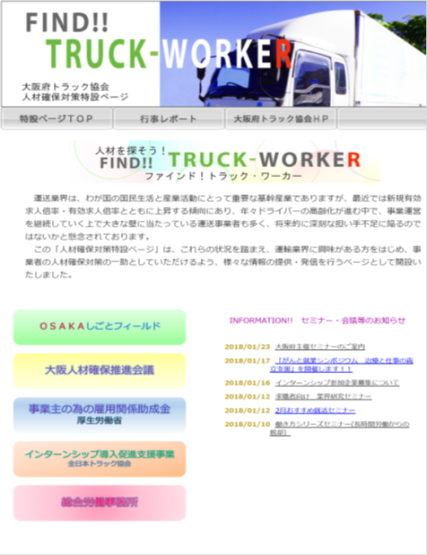 FIND!!
TRUCK-WORKER
大阪府トラック協会
人材確保対策特設ページ
特設ページTOP
行事レポート
大阪府トラック協会HP
人材を探そう!
FIND!! TRUCK-WORKER
ファインド!トラック・ワーカー
運送業界は、わが国の国民生活と産業活動にとって重要な基幹産業でありますが、最近では新規有効
求人倍率・有効求人倍率とともに上昇する傾向にあり、年々ドライバーの高齢化が進む中で、事業運営
を継続していく上で大きな壁に当たっている運送事業者も多く、将来的に深刻な担い手不足に陥るので
はないかと懸念されております。
この「人材確保対策特設ページ」は、これらの状況を踏まえ、運輸業界に興味がある方をはじめ、事
業者の人材確保対策の一助としていただけるよう、様々な情報の提供・発信を行うページとして開設い
たしました。
OSAKAしごとフィールド
大阪人材確保推進会議
事業主の為の雇用関係助成金
厚生労働省
インターンシップ導入促進支援事業
全日本トラック協会
総合労働事務所
INFORMATION!! セミナー・会議等のお知らせ
2018/01/23 大阪府主催セミナーのご案内
2018/01/17 「がんと就業シンポジウム 治療と仕事の両
立支援」を開催します!!
2018/01/16 インターンシップ参加企業募集について
2018/01/12 求職者向け 業界研究セミナー
2018/01/12 2月おすすめ就活セミナー
2018/01/10 働き方シリーズセミナー(長時間労働からの
脱却)